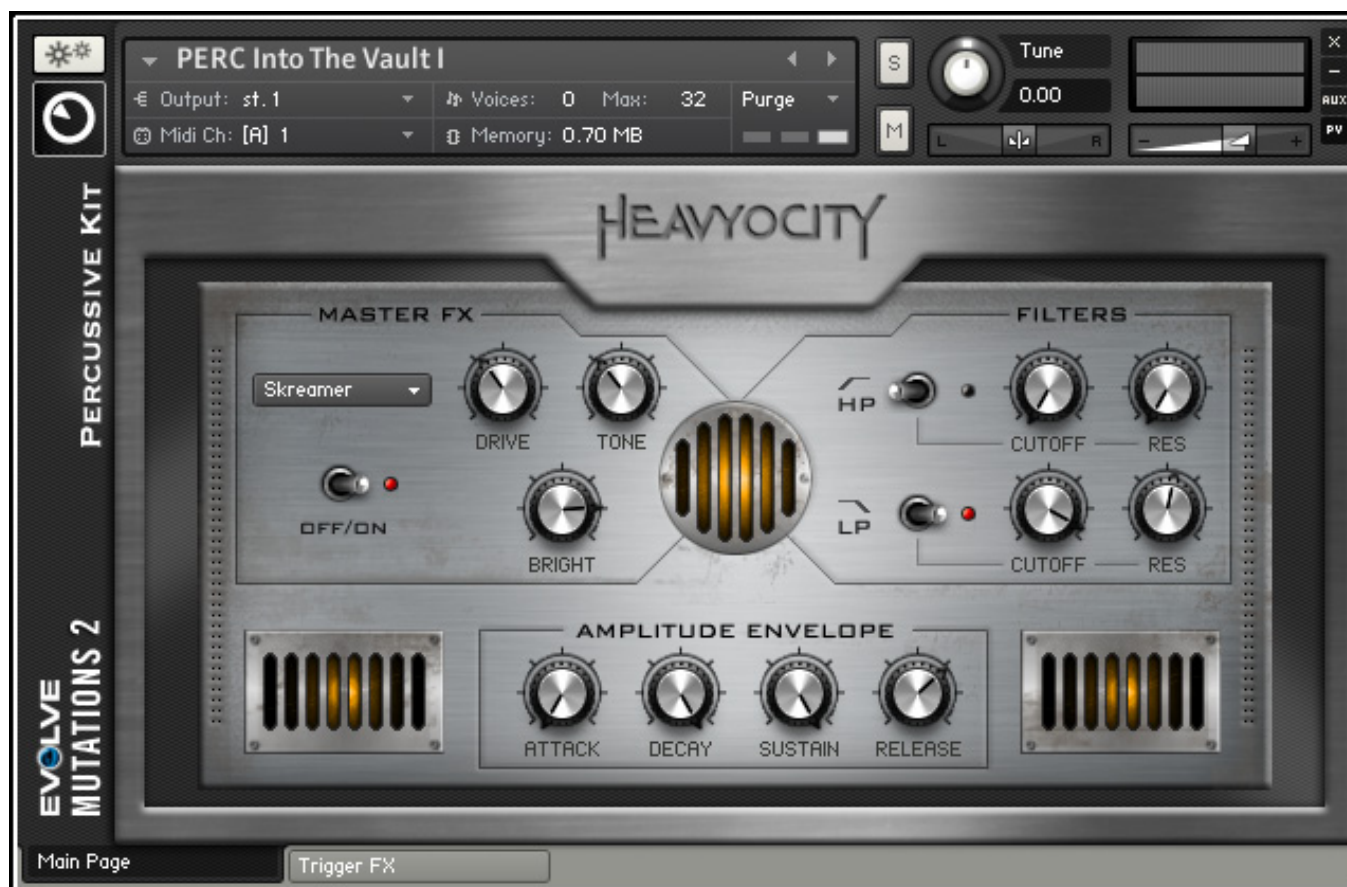 PERC Into The Vault I
Output: st.1
Voices: 0 Max: 32
Purge
Midi Ch: [A] 1
Memory: 0.70 MB
S
M
Tune
0.00
L
R
-
+
X
-
AUX
PV
PERCUSSIVE KIT
EVOLVE
MUTATIONS 2
HEAVYOCITY
MASTER FX
Skreamer
DRIVE
TONE
OFF/ON
BRIGHT
FILTERS
HP
CUTOFF
RES
LP
CUTOFF
RES
AMPLITUDE ENVELOPE
ATTACK
DECAY
SUSTAIN
RELEASE
Main Page
Trigger FX